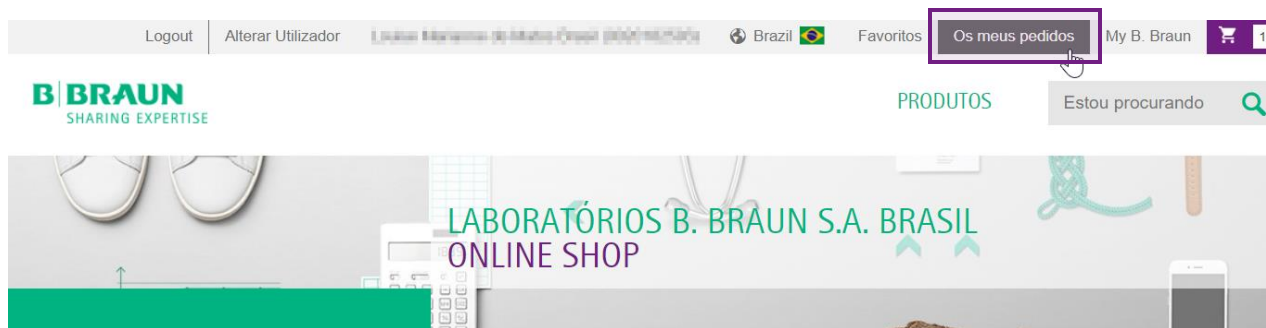 Logout
Alterar Utilizador
Brazil
Favoritos
Os meus pedidos
My B. Braun
1
B BRAUN
SHARING EXPERTISE
PRODUTOS
Estou procurando
LABORATÓRIOS B. BRAUN S.A. BRASIL
ONLINE SHOP